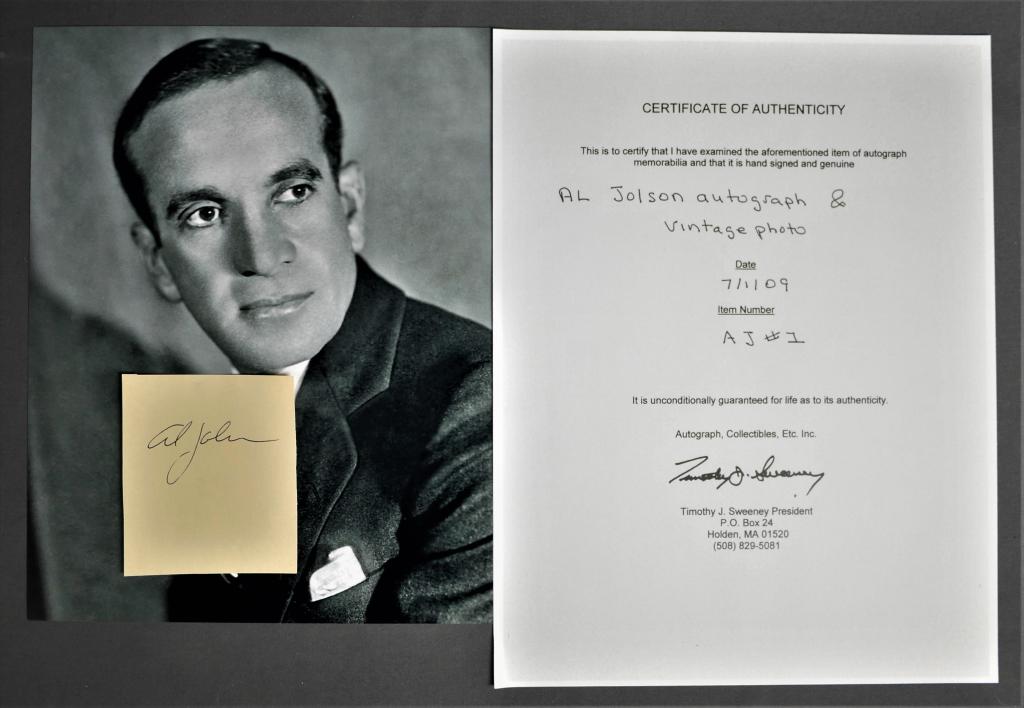 Al Jolson
CERTIFICATE OF AUTHENTICITY
This is to certify that I have examined the aforementioned item of autograph
memorabilia and that it is hand signed and genuine
AL Jolson autograph &
Vintage photo
Date
7/1/09
Item Number
AJ#1
It is unconditionally guaranteed for life as to its authenticity.
Autograph, Collectibles, Etc. Inc.
Timothy J. Sweeney
Timothy J. Sweeney President
P.O. Box 24
Holden, MA 01520
(508) 829-5081